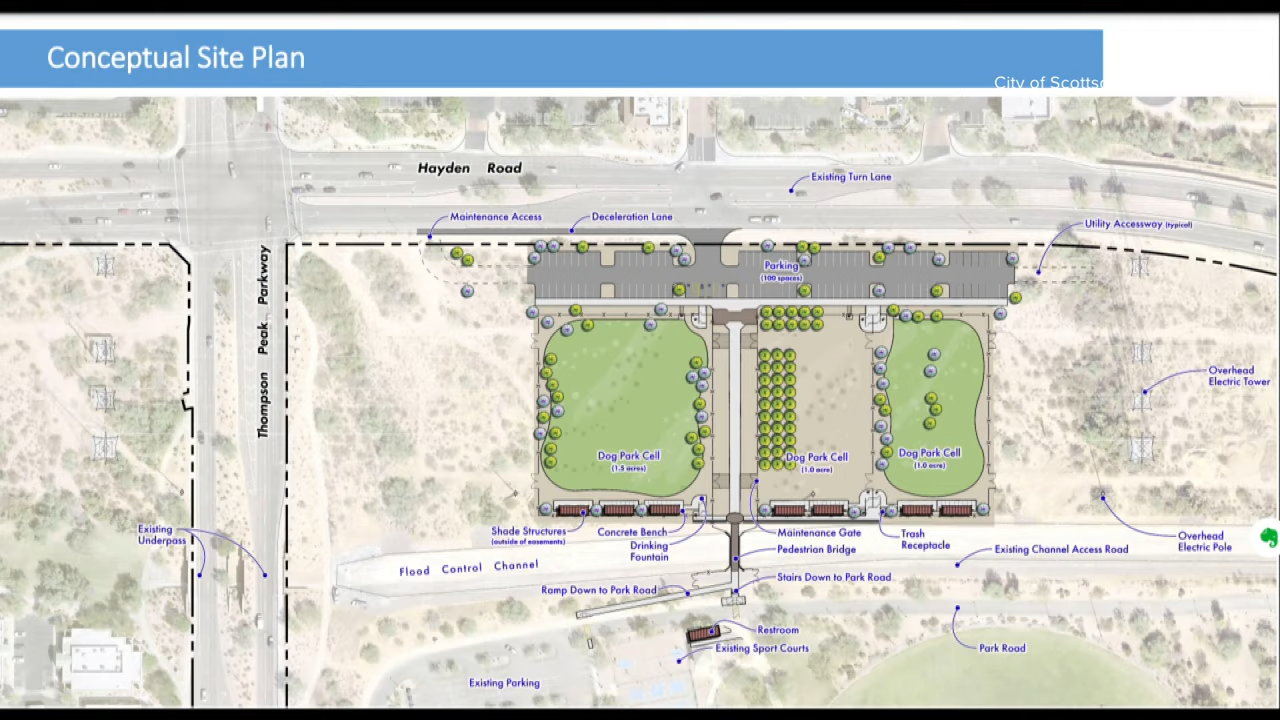 Conceptual Site Plan
City of Scotts
Hayden Road
Existing Turn Lane
Maintenance Access
Deceleration Lane
Utility Accessway (typical)
Parking
(100 spaces)
Thompson Peak Parkway
Overhead
Electric Tower
Dog Park Cell
(1.5 acres)
Dog Park Cell
(1.0 acre)
Dog Park Cell
(1.0 acre)
Existing
Underpass
Shade Structures
(outside of easements)
Concrete Bench
Drinking
Fountain
Maintenance Gate
Trash
Receptacle
Overhead
Electric Pole
Pedestrian Bridge
Existing Channel Access Road
Flood Control Channel
Stairs Down to Park Road
Ramp Down to Park Road
Restroom
Existing Sport Courts
Park Road
Existing Parking